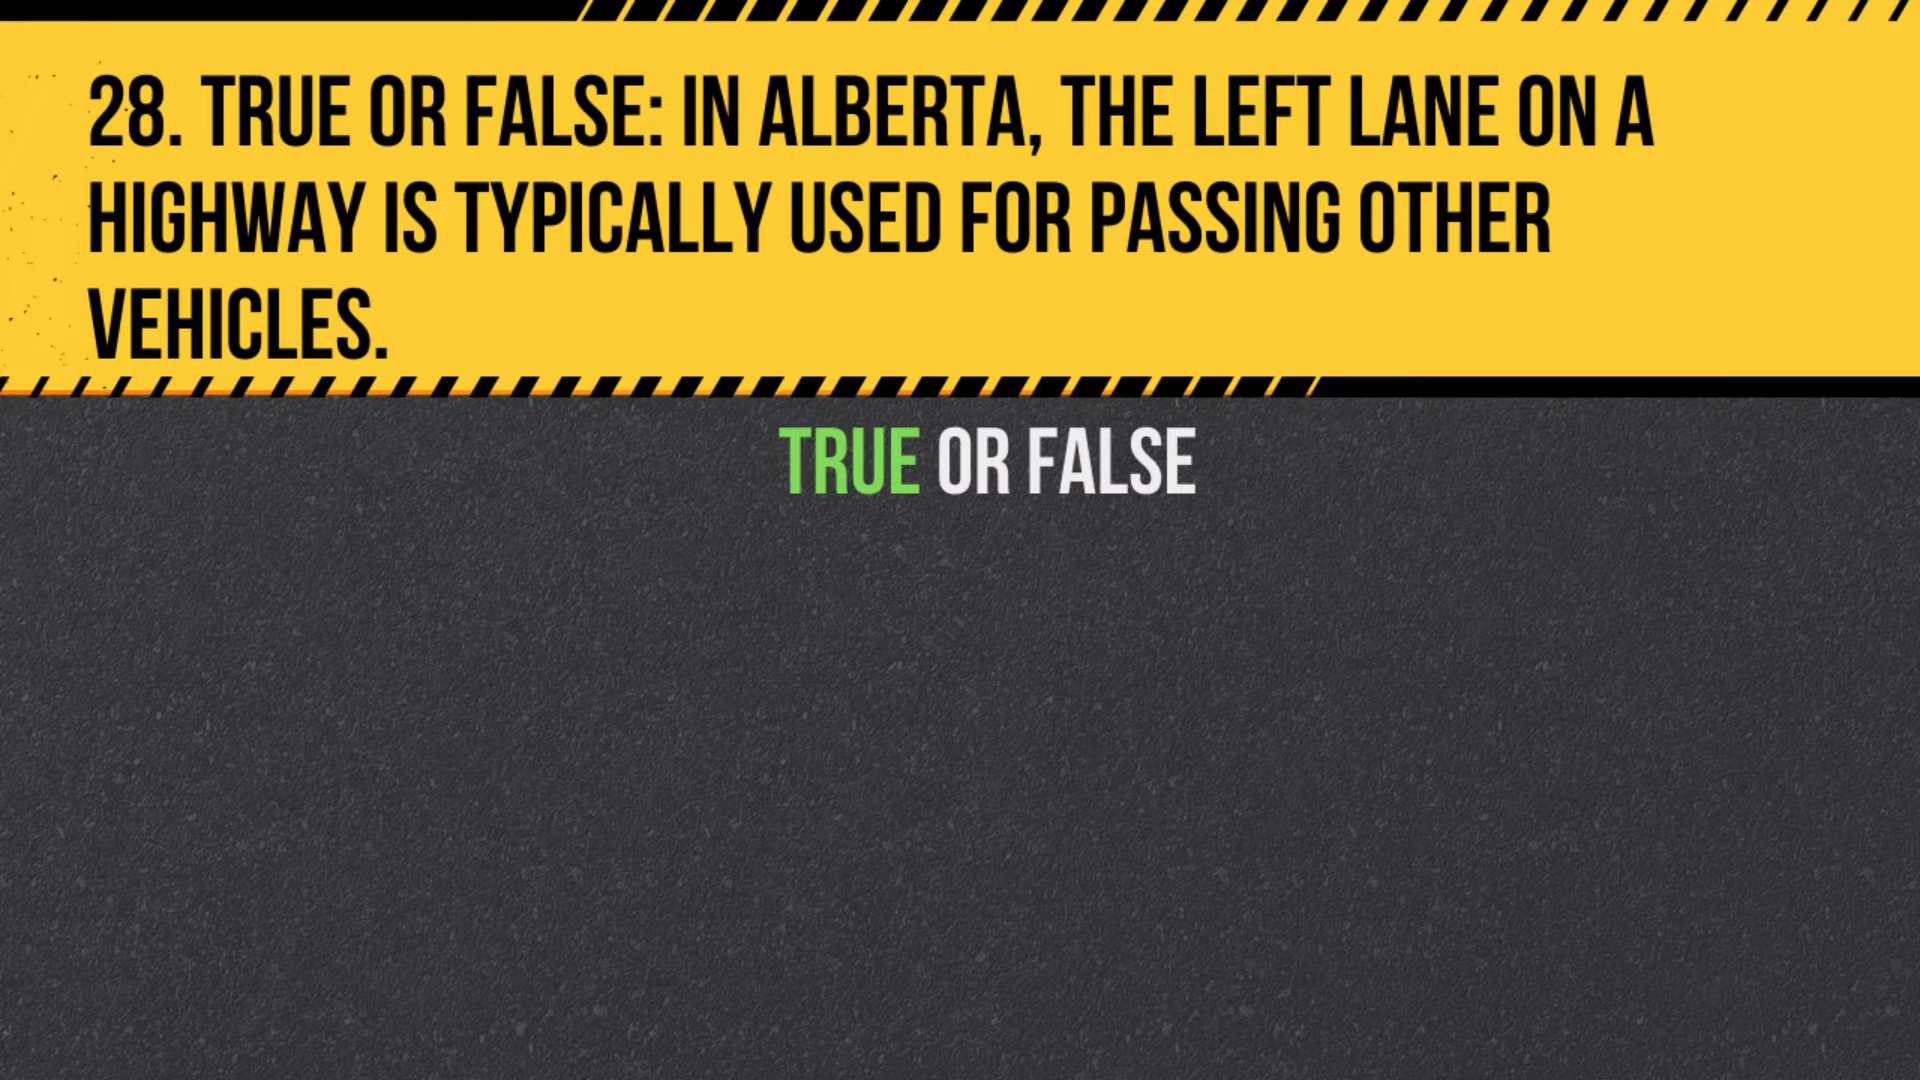 28. TRUE OR FALSE: IN ALBERTA, THE LEFT LANE ON A
HIGHWAY IS TYPICALLY USED FOR PASSING OTHER
VEHICLES.
TRUE OR FALSE